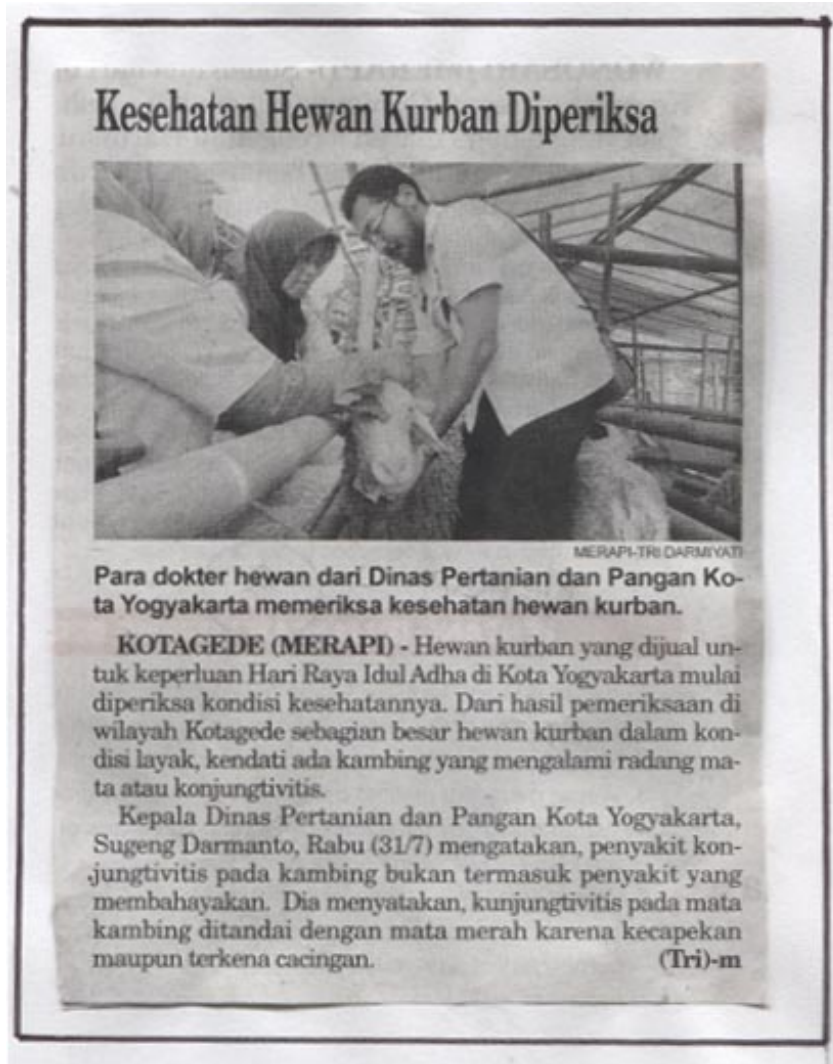 Kesehatan Hewan Kurban Diperiksa
MERAPI-TRI DARMIYATI
Para dokter hewan dari Dinas Pertanian dan Pangan Ko-
ta Yogyakarta memeriksa kesehatan hewan kurban.
KOTAGEDE (MERAPI) - Hewan kurban yang dijual un-
tuk keperluan Hari Raya Idul Adha di Kota Yogyakarta mulai
diperiksa kondisi kesehatannya. Dari hasil pemeriksaan di
wilayah Kotagede sebagian besar hewan kurban dalam kon-
disi layak, kendati ada kambing yang mengalami radang ma-
ta atau konjungtivitis.
Kepala Dinas Pertanian dan Pangan Kota Yogyakarta,
Sugeng Darmanto, Rabu (31/7) mengatakan, penyakit kon-
jungtivitis pada kambing bukan termasuk penyakit yang
membahayakan. Dia menyatakan, kunjungtivitis pada mata
kambing ditandai dengan mata merah karena kecapekan
maupun terkena cacingan. (Tri)-m